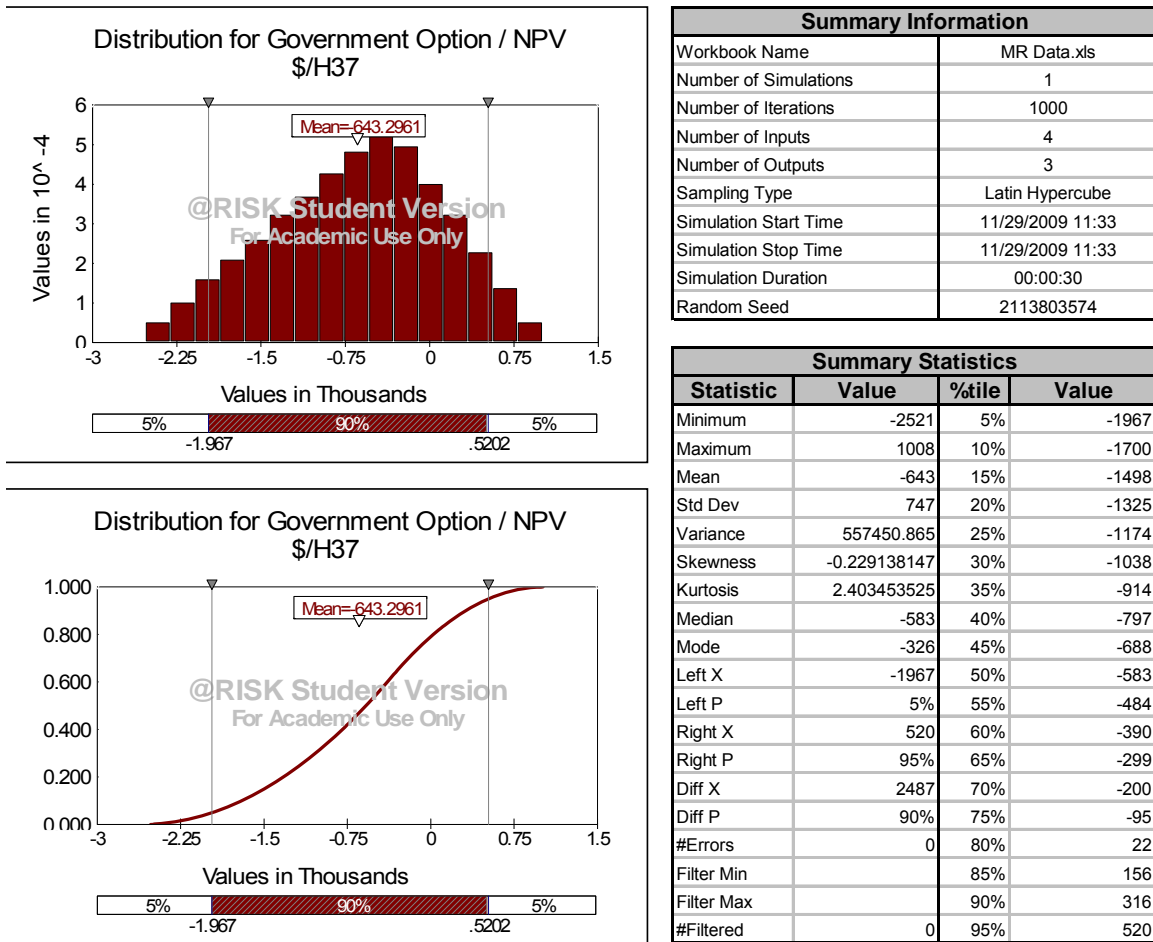 Distribution for Government Option / NPV
$/H37
Values in 10^ -4
6
5
4
3
2
1
0
Mean=-643.2961
@RISK Student Version
For Academic Use Only
-3 -2.25 -1.5 -0.75 0 0.75 1.5
Values in Thousands
5% 90% 5%
-1.967 .5202
Distribution for Government Option / NPV
$/H37
1.000
0.800
0.600
0.400
0.200
0.000
Mean=-643.2961
@RISK Student Version
For Academic Use Only
-3 -2.25 -1.5 -0.75 0 0.75 1.5
Values in Thousands
5% 90% 5%
-1.967 .5202
Summary Information
Workbook Name MR Data.xls
Number of Simulations 1
Number of Iterations 1000
Number of Inputs 4
Number of Outputs 3
Sampling Type Latin Hypercube
Simulation Start Time 11/29/2009 11:33
Simulation Stop Time 11/29/2009 11:33
Simulation Duration 00:00:30
Random Seed 2113803574
Summary Statistics
Statistic Value %tile Value
Minimum -2521 5% -1967
Maximum 1008 10% -1700
Mean -643 15% -1498
Std Dev 747 20% -1325
Variance 557450.865 25% -1174
Skewness -0.229138147 30% -1038
Kurtosis 2.403453525 35% -914
Median -583 40% -797
Mode -326 45% -688
Left X -1967 50% -583
Left P 5% 55% -484
Right X 520 60% -390
Right P 95% 65% -299
Diff X 2487 70% -200
Diff P 90% 75% -95
#Errors 0 80% 22
Filter Min 85% 156
Filter Max 90% 316
#Filtered 0 95% 520